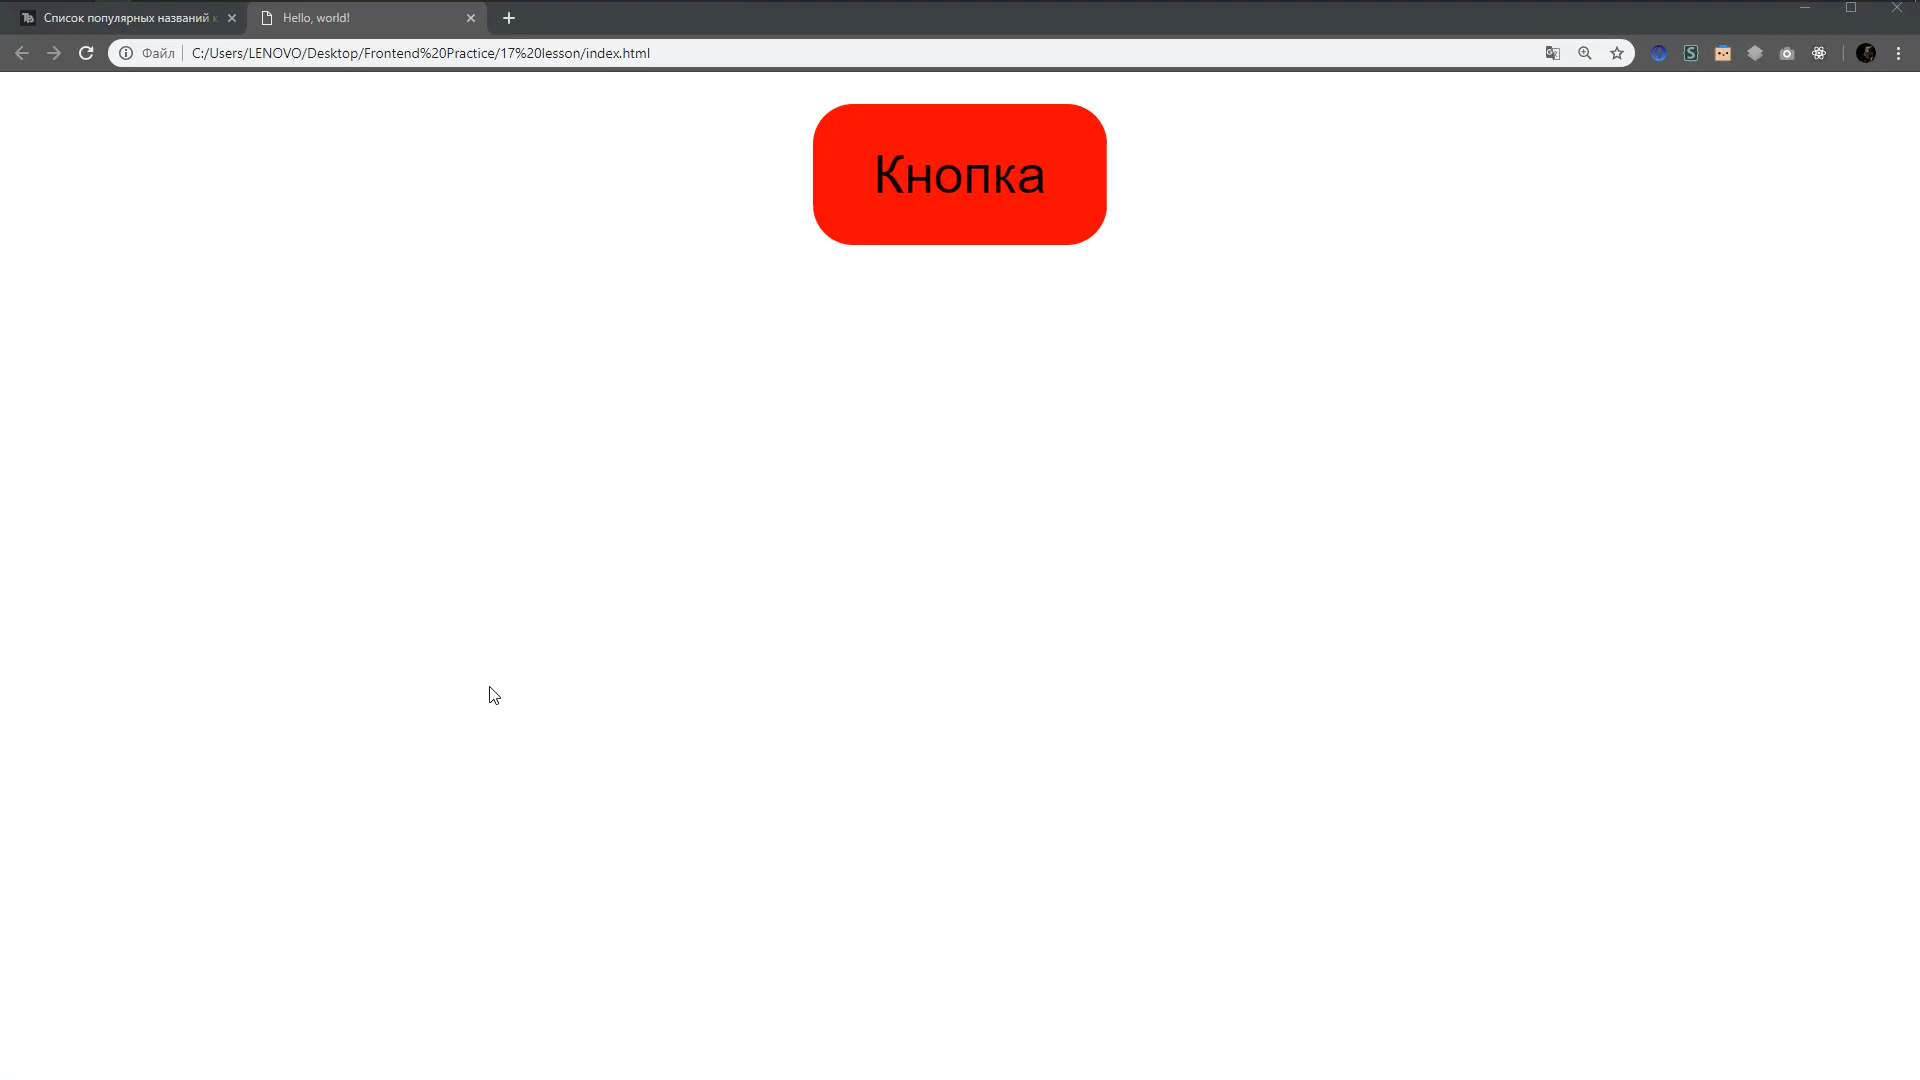 Список популярных названий
Hello, world!
Файл
C:/Users/LENOVO/Desktop/Frontend%20Practice/17%20lesson/index.html
Кнопка